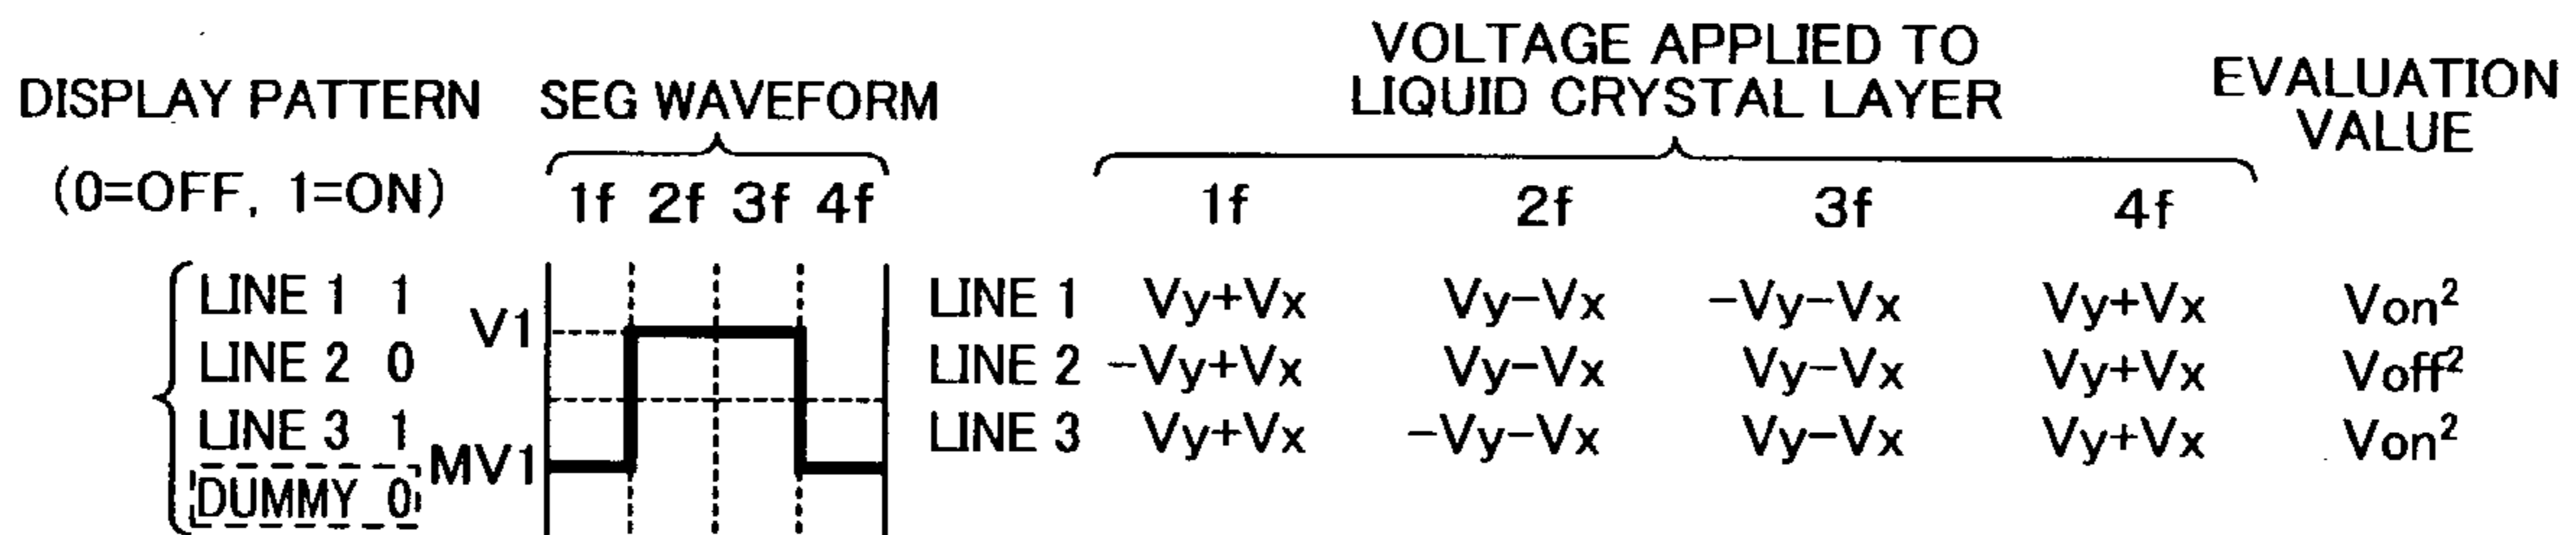 DISPLAY PATTERN
(0=OFF, 1=ON)
SEG WAVEFORM
1f 2f 3f 4f
VOLTAGE APPLIED TO
LIQUID CRYSTAL LAYER
1f 2f 3f 4f
EVALUATION
VALUE
LINE 1 1
LINE 2 0
LINE 3 1
DUMMY 0
V1
MV1
LINE 1 Vy+Vx Vy-Vx -Vy-Vx Vy+Vx Von²
LINE 2 -Vy+Vx Vy-Vx Vy-Vx Vy+Vx Voff²
LINE 3 Vy+Vx -Vy-Vx Vy-Vx Vy+Vx Von²